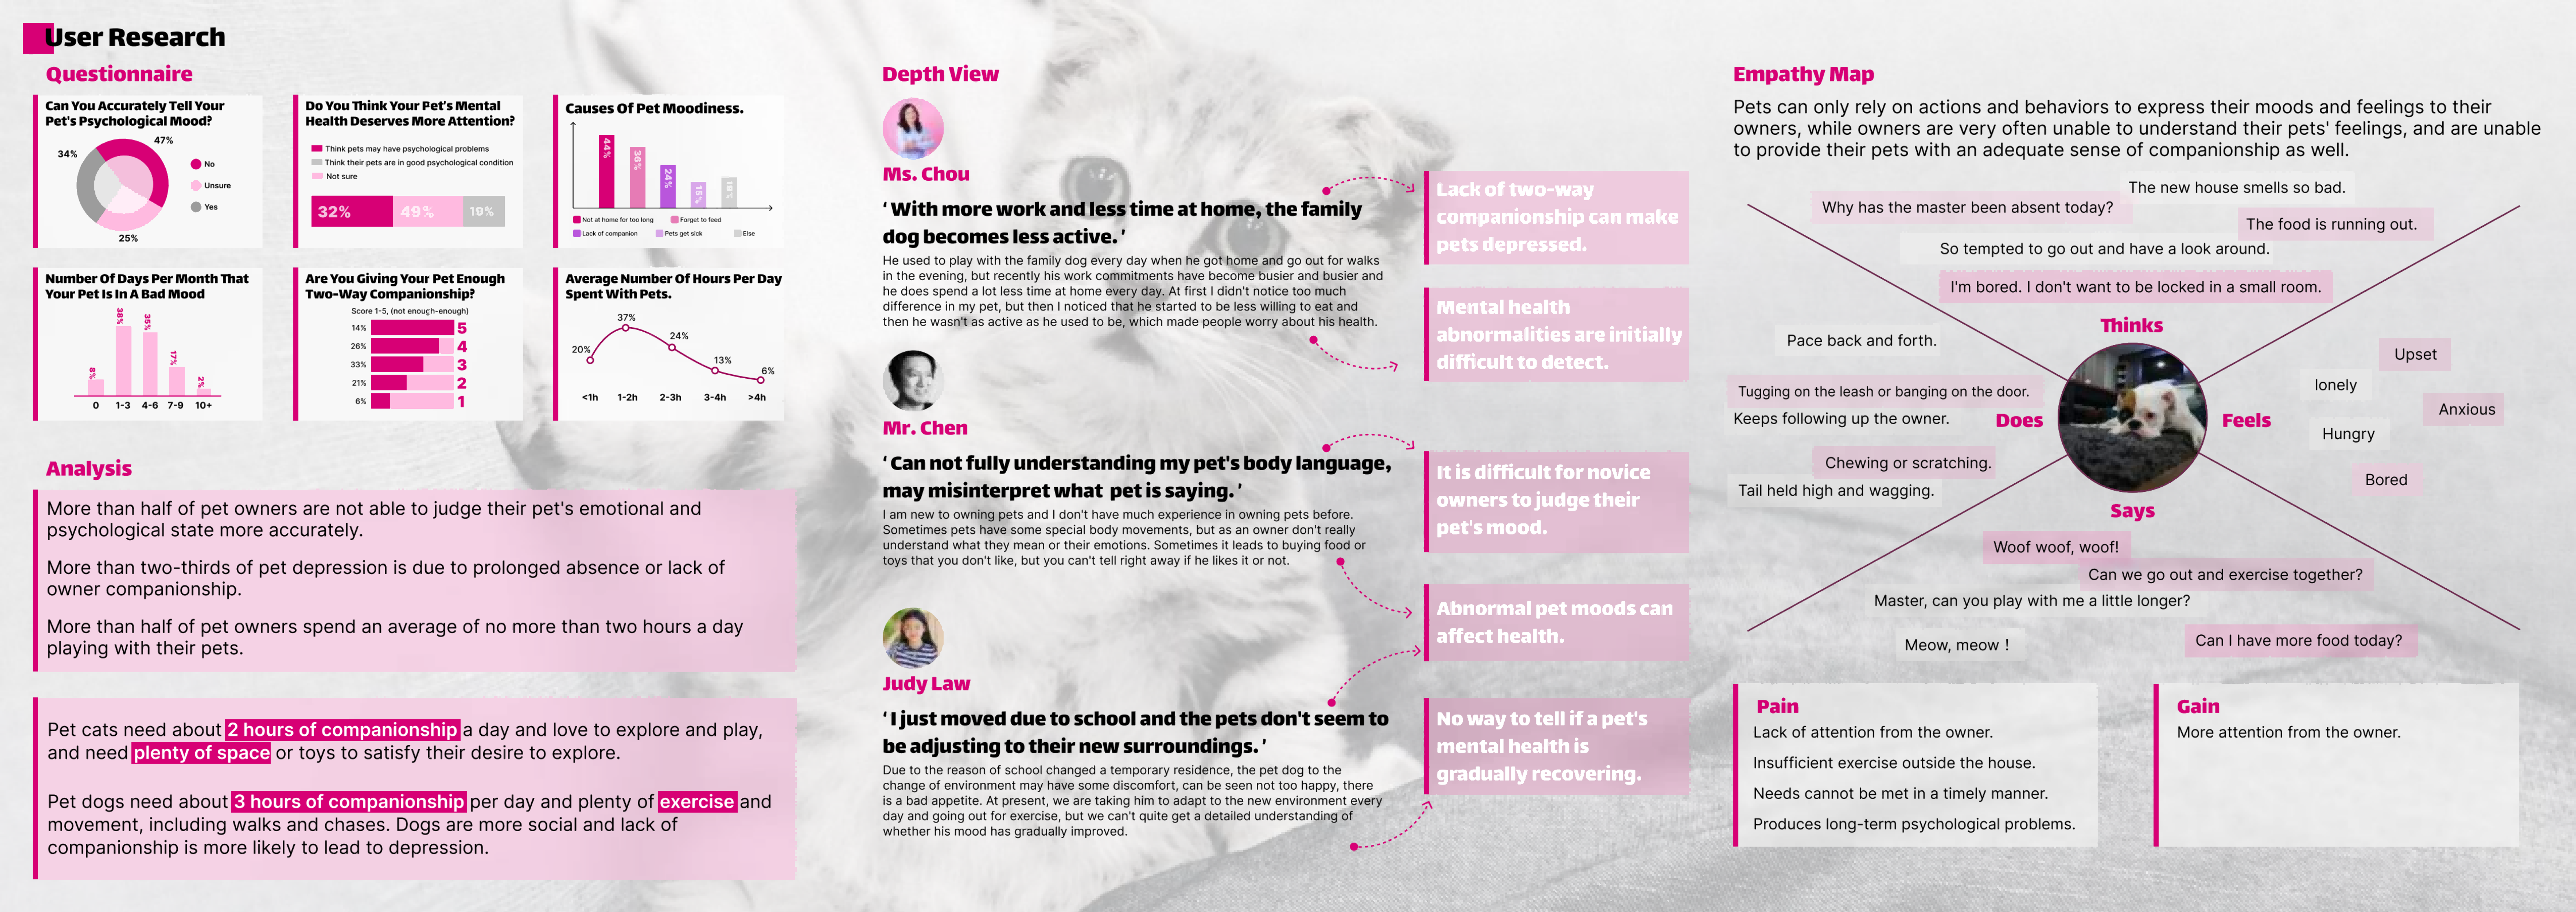 User Research
Questionnaire
Can You Accurately Tell Your
Pet's Psychological Mood?
47%
34%
25%
No
Unsure
Yes
Do You Think Your Pet's Mental
Health Deserves More Attention?
Think pets may have psychological problems
Think their pets are in good psychological condition
Not sure
32%
49%
19%
Causes Of Pet Moodiness.
44%
36%
24%
15%
Not at home for too long
Forget to feed
Lack of companion
Pets get sick
Else
Number Of Days Per Month That
Your Pet Is In A Bad Mood
8%
38%
35%
17%
2%
0
1-3
4-6
7-9
10+
Are You Giving Your Pet Enough
Two-Way Companionship?
Score 1-5, (not enough-enough)
14% 5
26% 4
33% 3
21% 2
6% 1
Average Number Of Hours Per Day
Spent With Pets.
20%
37%
24%
13%
6%
<1h
1-2h
2-3h
3-4h
>4h
Analysis
More than half of pet owners are not able to judge their pet's emotional and
psychological state more accurately.
More than two-thirds of pet depression is due to prolonged absence or lack of
owner companionship.
More than half of pet owners spend an average of no more than two hours a day
playing with their pets.
Pet cats need about 2 hours of companionship a day and love to explore and play,
and need plenty of space or toys to satisfy their desire to explore.
Pet dogs need about 3 hours of companionship per day and plenty of exercise and
movement, including walks and chases. Dogs are more social and lack of
companionship is more likely to lead to depression.
Depth View
Ms. Chou
‘ With more work and less time at home, the family
dog becomes less active. ’
He used to play with the family dog every day when he got home and go out for walks
in the evening, but recently his work commitments have become busier and busier and
he does spend a lot less time at home every day. At first I didn't notice too much
difference in my pet, but then I noticed that he started to be less willing to eat and
then he wasn't as active as he used to be, which made people worry about his health.
Lack of two-way
companionship can make
pets depressed.
Mental health
abnormalities are initially
difficult to detect.
Mr. Chen
‘ Can not fully understanding my pet's body language,
may misinterpret what pet is saying. ’
I am new to owning pets and I don't have much experience in owning pets before.
Sometimes pets have some special body movements, but as an owner don't really
understand what they mean or their emotions. Sometimes it leads to buying food or
toys that you don't like, but you can't tell right away if he likes it or not.
It is difficult for novice
owners to judge their
pet's mood.
Abnormal pet moods can
affect health.
Judy Law
‘ I just moved due to school and the pets don't seem to
be adjusting to their new surroundings. ’
Due to the reason of school changed a temporary residence, the pet dog to the
change of environment may have some discomfort, can be seen not too happy, there
is a bad appetite. At present, we are taking him to adapt to the new environment every
day and going out for exercise, but we can't quite get a detailed understanding of
whether his mood has gradually improved.
No way to tell if a pet's
mental health is
gradually recovering.
Empathy Map
Pets can only rely on actions and behaviors to express their moods and feelings to their
owners, while owners are very often unable to understand their pets' feelings, and are unable
to provide their pets with an adequate sense of companionship as well.
The new house smells so bad.
Why has the master been absent today?
The food is running out.
So tempted to go out and have a look around.
I'm bored. I don't want to be locked in a small room.
Thinks
Pace back and forth.
Tugging on the leash or banging on the door.
Keeps following up the owner.
Does
Chewing or scratching.
Tail held high and wagging.
Feels
Upset
lonely
Anxious
Hungry
Bored
Says
Woof woof, woof!
Can we go out and exercise together?
Master, can you play with me a little longer?
Meow, meow !
Can I have more food today?
Pain
Lack of attention from the owner.
Insufficient exercise outside the house.
Needs cannot be met in a timely manner.
Produces long-term psychological problems.
Gain
More attention from the owner.